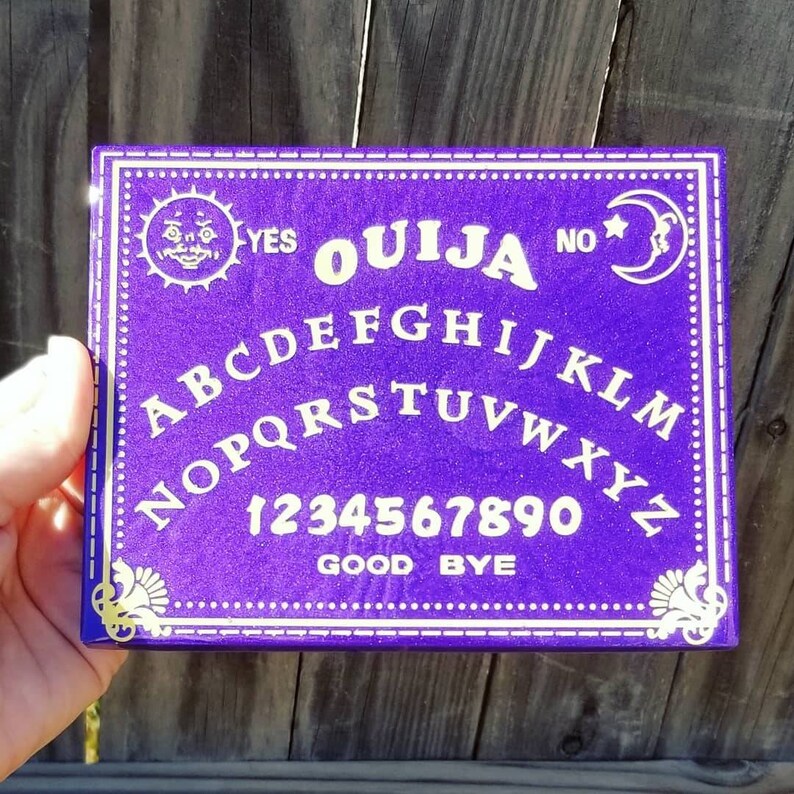 YES OUIJA NO
ABCDEFGHIJKLM
NOPQRSTUVWXYZ
1234567890
GOOD BYE